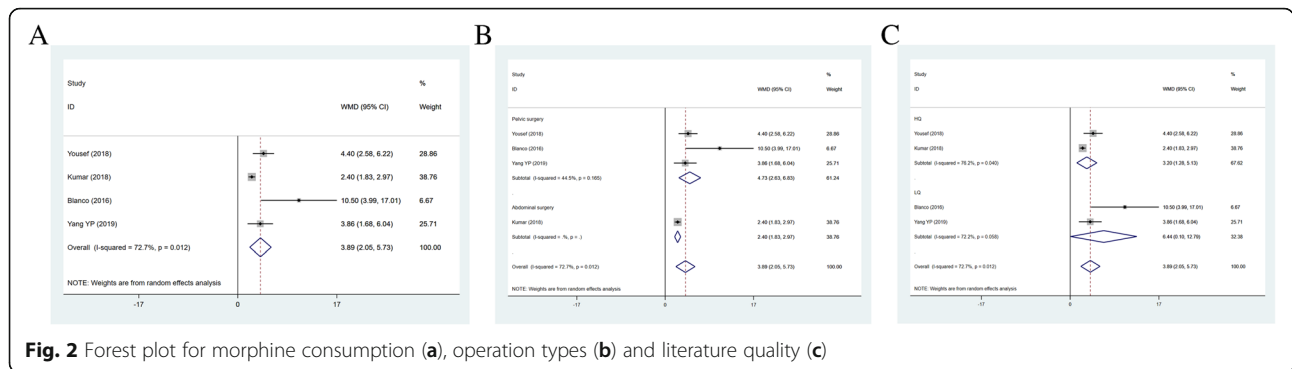 A
Study %
ID WMD (95% CI) Weight
Yousef (2018) 4.40 (2.58, 6.22) 28.86
Kumar (2018) 2.40 (1.83, 2.97) 38.76
Blanco (2016) 10.50 (3.99, 17.01) 6.67
Yang YP (2019) 3.86 (1.68, 6.04) 25.71
Overall (I-squared = 72.7%, p = 0.012) 3.89 (2.05, 5.73) 100.00
NOTE: Weights are from random effects analysis
-17 0 17
B
Study %
ID WMD (95% CI) Weight
Pelvic surgery
Yousef (2018) 4.40 (2.58, 6.22) 28.86
Blanco (2016) 10.50 (3.99, 17.01) 6.67
Yang YP (2019) 3.86 (1.68, 6.04) 25.71
Subtotal (I-squared = 44.5%, p = 0.165) 4.73 (2.63, 6.83) 61.24
.
Abdominal surgery
Kumar (2018) 2.40 (1.83, 2.97) 38.76
Subtotal (I-squared = .%, p = .) 2.40 (1.83, 2.97) 38.76
.
Overall (I-squared = 72.7%, p = 0.012) 3.89 (2.05, 5.73) 100.00
NOTE: Weights are from random effects analysis
-17 0 17
C
Study %
ID WMD (95% CI) Weight
HQ
Yousef (2018) 4.40 (2.58, 6.22) 28.86
Kumar (2018) 2.40 (1.83, 2.97) 38.76
Subtotal (I-squared = 76.2%, p = 0.040) 3.20 (1.28, 5.13) 67.62
.
LQ
Blanco (2016) 10.50 (3.99, 17.01) 6.67
Yang YP (2019) 3.86 (1.68, 6.04) 25.71
Subtotal (I-squared = 72.2%, p = 0.058) 6.44 (0.10, 12.79) 32.38
.
Overall (I-squared = 72.7%, p = 0.012) 3.89 (2.05, 5.73) 100.00
NOTE: Weights are from random effects analysis
-17 0 17
Fig. 2 Forest plot for morphine consumption (a), operation types (b) and literature quality (c)